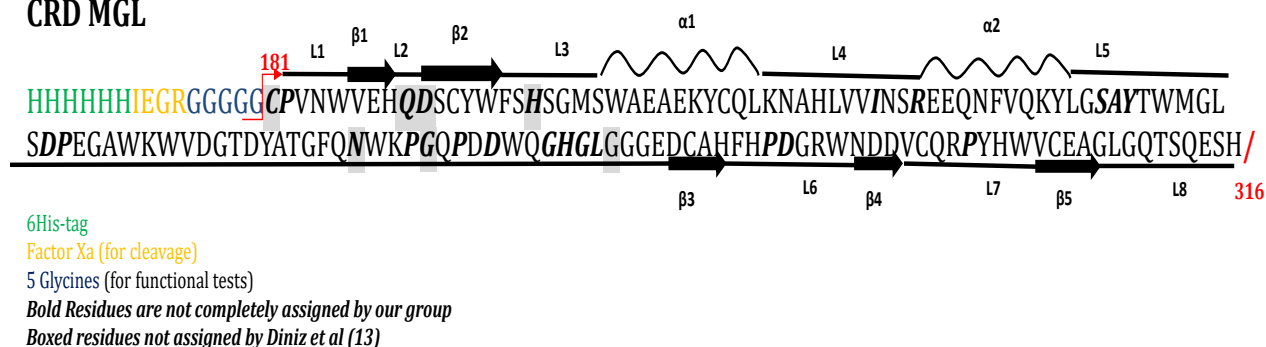 CRD MGL
α1
α2
β1
β2
L1
L2
L3
L4
L5
181
HHHHHHIEGRGGGGGCPVNWVEHQDSCYWFSHSGMSWAEAEKYCQLKNAHLVVINSREEQNFVQKYLGSAYTWMGL
SDPEGAWKWVDGTDYATGFQNWKPGQPDDWQGHGLGGGEDCAHFHPDGRWNDDVCQRPYHWVCEAGLGQTSQESH/
β3
L6
β4
L7
β5
L8
316
6His-tag
Factor Xa (for cleavage)
5 Glycines (for functional tests)
Bold Residues are not completely assigned by our group
Boxed residues not assigned by Diniz et al (13)